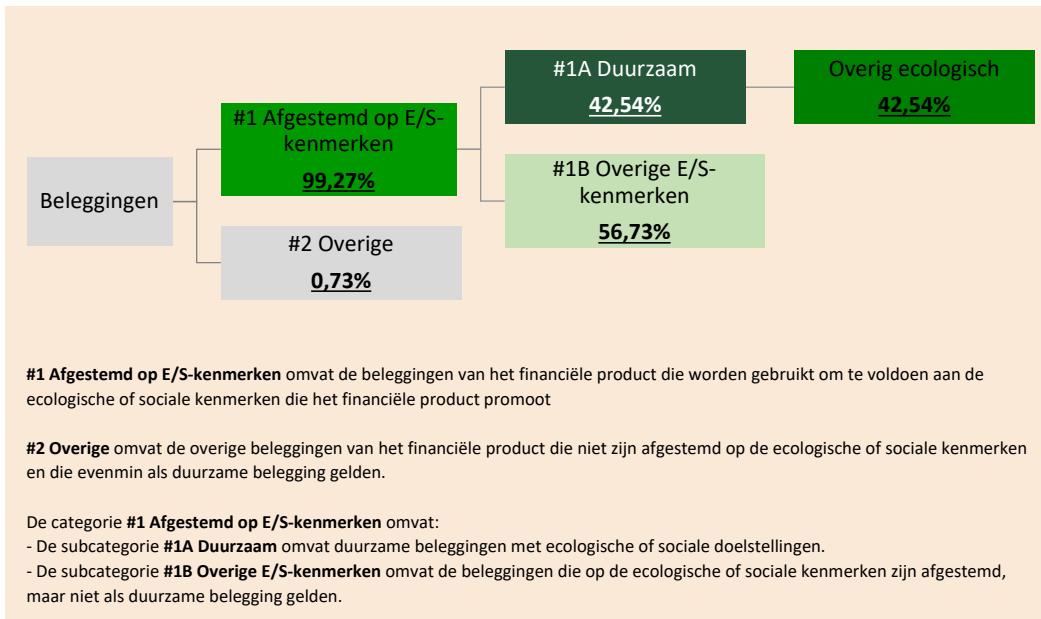 Beleggingen
#1 Afgestemd op E/S-
kenmerken
99,27%
#2 Overige
0,73%
#1A Duurzaam
42,54%
#1B Overige E/S-
kenmerken
56,73%
Overig ecologisch
42,54%
#1 Afgestemd op E/S-kenmerken omvat de beleggingen van het financiële product die worden gebruikt om te voldoen aan de
ecologische of sociale kenmerken die het financiële product promoot
#2 Overige omvat de overige beleggingen van het financiële product die niet zijn afgestemd op de ecologische of sociale kenmerken
en die evenmin als duurzame belegging gelden.
De categorie #1 Afgestemd op E/S-kenmerken omvat:
- De subcategorie #1A Duurzaam omvat duurzame beleggingen met ecologische of sociale doelstellingen.
- De subcategorie #1B Overige E/S-kenmerken omvat de beleggingen die op de ecologische of sociale kenmerken zijn afgestemd,
maar niet als duurzame belegging gelden.